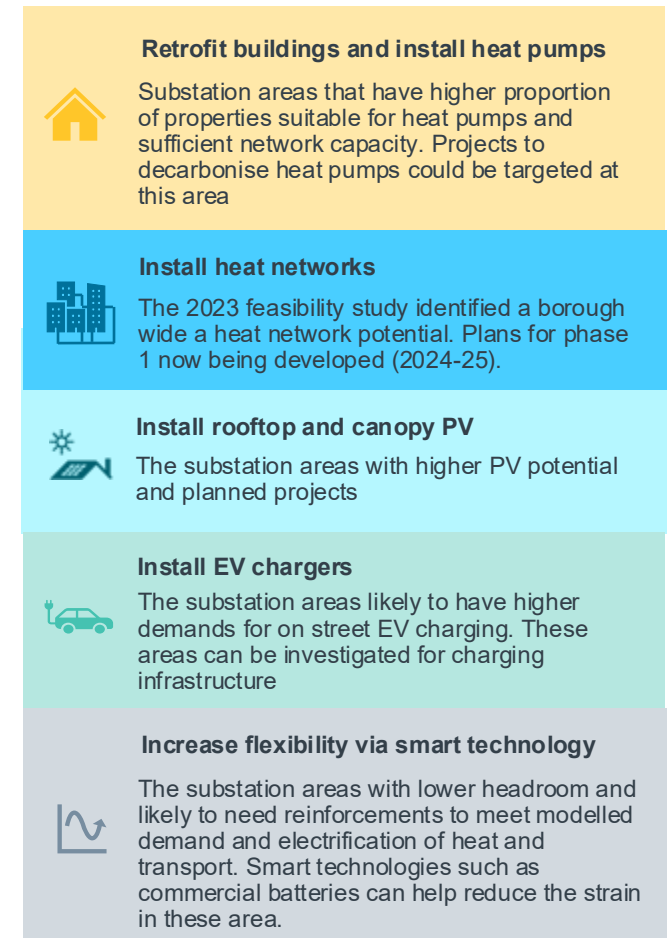 Retrofit buildings and install heat pumps
Substation areas that have higher proportion
of properties suitable for heat pumps and
sufficient network capacity. Projects to
decarbonise heat pumps could be targeted at
this area
Install heat networks
The 2023 feasibility study identified a borough
wide a heat network potential. Plans for phase
1 now being developed (2024-25).
Install rooftop and canopy PV
The substation areas with higher PV potential
and planned projects
Install EV chargers
The substation areas likely to have higher
demands for on street EV charging. These
areas can be investigated for charging
infrastructure
Increase flexibility via smart technology
The substation areas with lower headroom and
likely to need reinforcements to meet modelled
demand and electrification of heat and
transport. Smart technologies such as
commercial batteries can help reduce the strain
in these area.